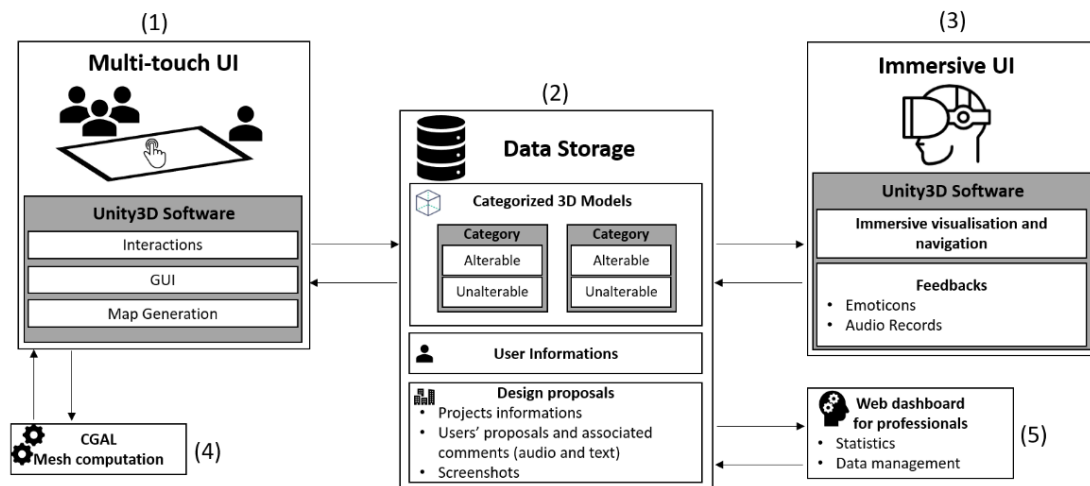 (1)
Multi-touch UI
Unity3D Software
Interactions
GUI
Map Generation
(2)
Data Storage
Categorized 3D Models
Category
Alterable
Unalterable
Category
Alterable
Unalterable
User Informations
Design proposals
• Projects informations
• Users' proposals and associated
comments (audio and text)
• Screenshots
(3)
Immersive UI
Unity3D Software
Immersive visualisation and
navigation
Feedbacks
• Emoticons
• Audio Records
CGAL
Mesh computation
(4)
Web dashboard
for professionals
• Statistics
• Data management
(5)